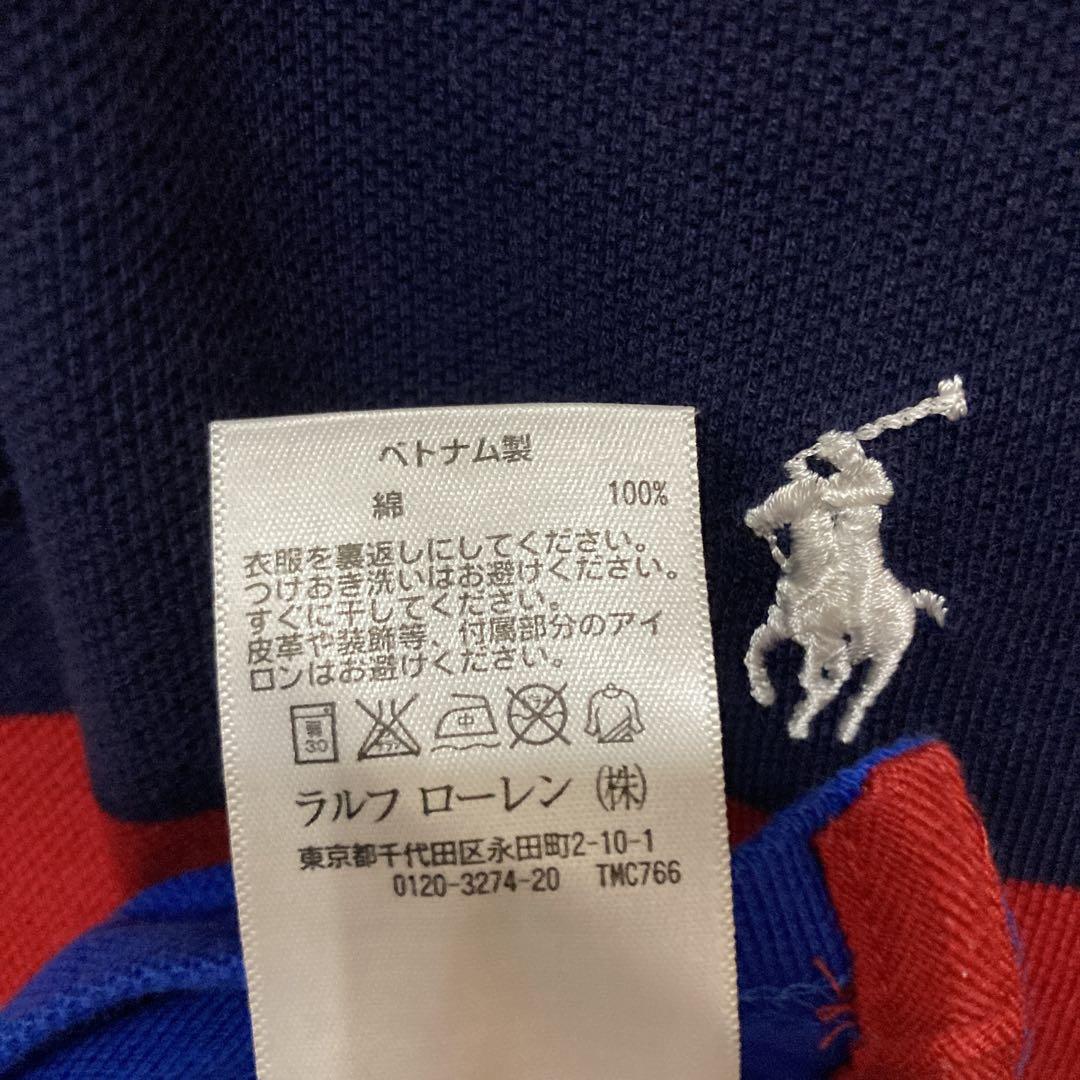 ベトナム製
綿 100%
衣服を裏返しにしてください。
つけおき洗いはお避けください。
すぐに干してください。
皮革や装飾等、付属部分のアイ
ロンはお避けください。
30 中
ラルフ ローレン (株)
東京都千代田区永田町2-10-1
0120-3274-20 TMC766